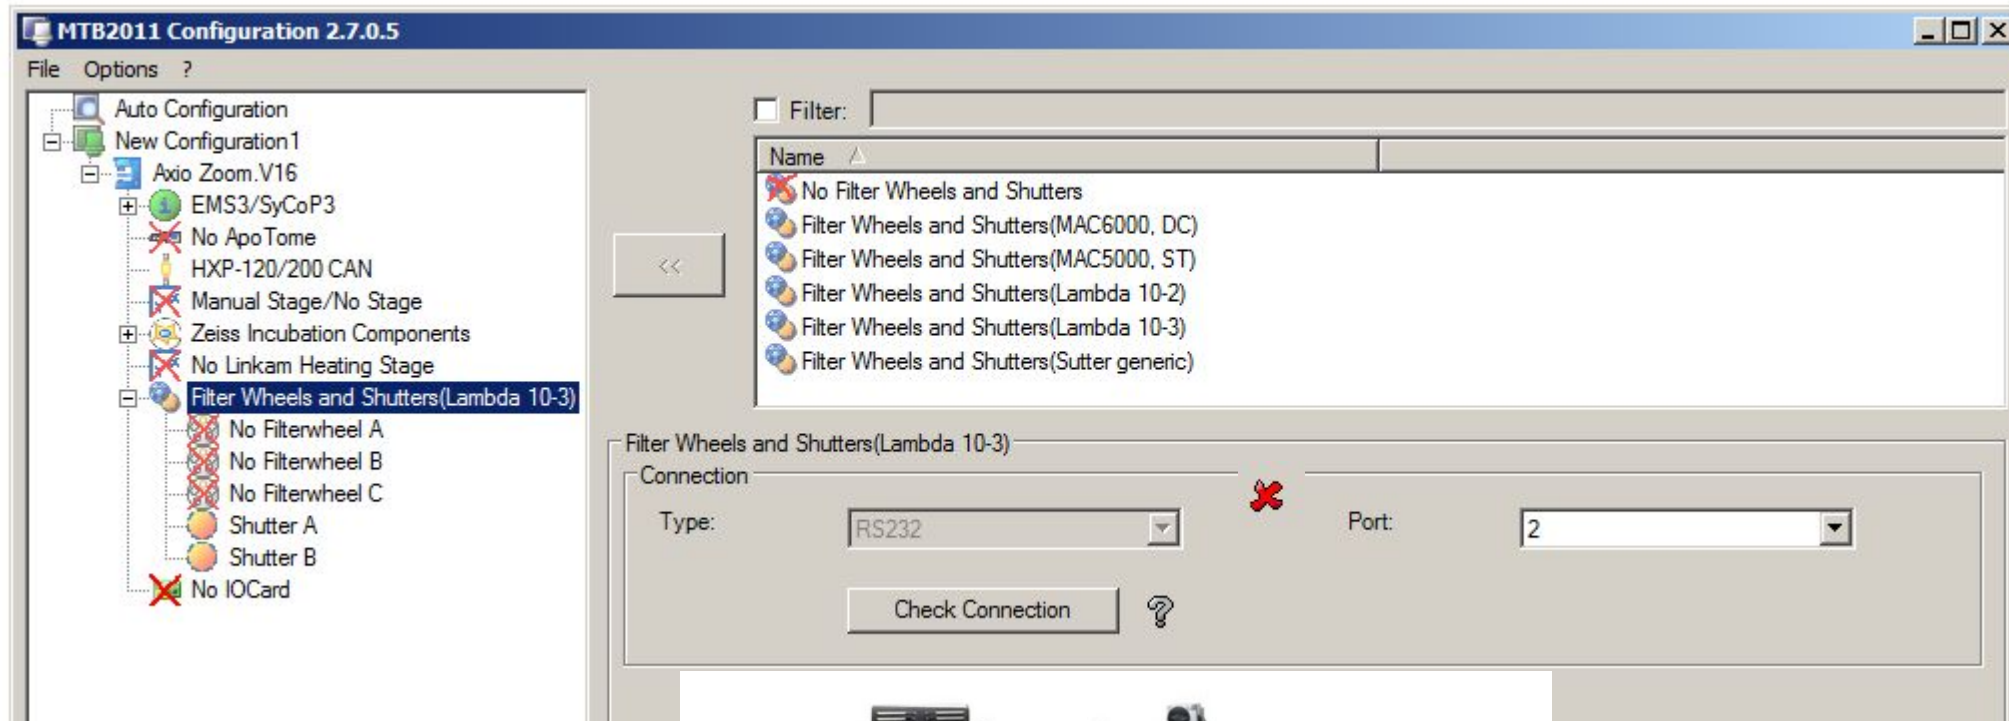 MTB2011 Configuration 2.7.0.5
File Options ?
Auto Configuration
New Configuration1
Axio Zoom.V16
EMS3/SyCoP3
No ApoTome
HXP-120/200 CAN
Manual Stage/No Stage
Zeiss Incubation Components
No Linkam Heating Stage
Filter Wheels and Shutters(Lambda 10-3)
No Filterwheel A
No Filterwheel B
No Filterwheel C
Shutter A
Shutter B
No IOCard
<<
Filter:
Name
No Filter Wheels and Shutters
Filter Wheels and Shutters(MAC6000, DC)
Filter Wheels and Shutters(MAC5000, ST)
Filter Wheels and Shutters(Lambda 10-2)
Filter Wheels and Shutters(Lambda 10-3)
Filter Wheels and Shutters(Sutter generic)
Filter Wheels and Shutters(Lambda 10-3)
Connection
Type: RS232 Port: 2
Check Connection ?